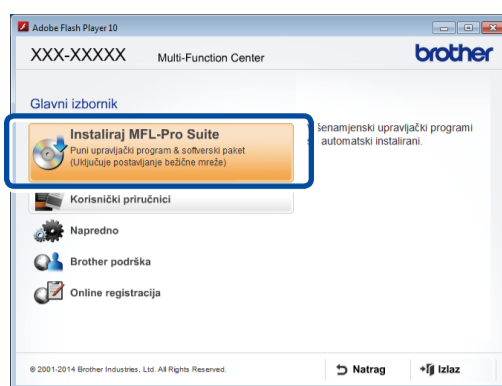 Adobe Flash Player 10
XXX-XXXXX
Multi-Function Center
brother
Glavni izbornik
Instaliraj MFL-Pro Suite
Puni upravljački program & softverski paket
(Uključuje postavljanje bežične mreže)
šenamjenski upravljački programi
automatski instalirani.
Korisnički priručnici
Napredno
Brother podrška
Online registracija
© 2001-2014 Brother Industries, Ltd. All Rights Reserved.
Natrag
Izlaz